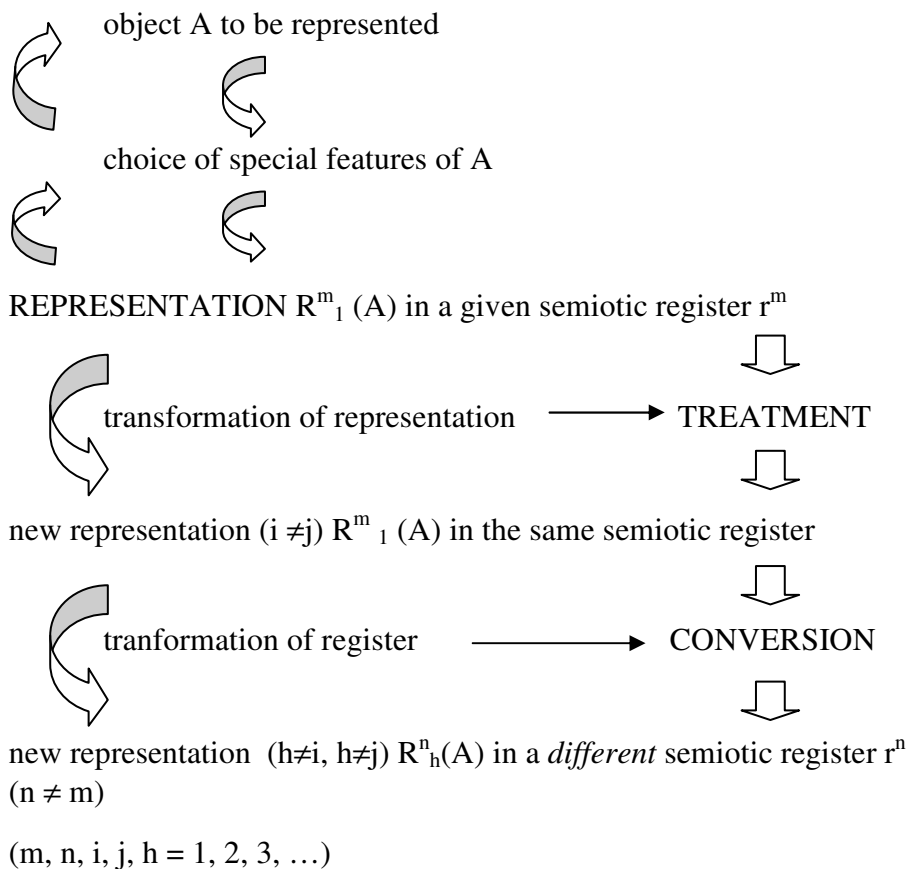 object A to be represented
choice of special features of A
REPRESENTATION R^m_1 (A) in a given semiotic register r^m
transformation of representation TREATMENT
new representation (i ≠j) R^m_1 (A) in the same semiotic register
tranformation of register CONVERSION
new representation (h≠i, h≠j) R^n_h(A) in a different semiotic register r^n
(n ≠ m)
(m, n, i, j, h = 1, 2, 3, …)